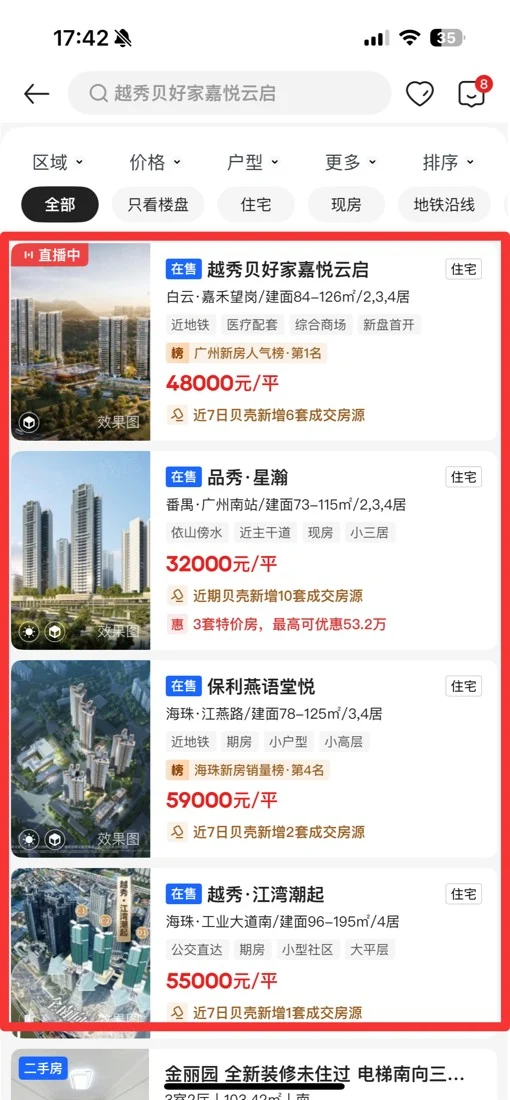 17:42
35
越秀贝好家嘉悦云启
8
区域 价格 户型 更多 排序
全部 只看楼盘 住宅 现房 地铁沿线
直播中
效果图
在售 越秀贝好家嘉悦云启 住宅
白云·嘉禾望岗/建面84–126㎡/2,3,4居
近地铁 医疗配套 综合商场 新盘首开
榜 广州新房人气榜·第1名
48000元/平
近7日贝壳新增6套成交房源
效果图
在售 品秀·星瀚 住宅
番禺·广州南站/建面73–115㎡/2,3,4居
依山傍水 近主干道 现房 小三居
32000元/平
近期贝壳新增10套成交房源
惠 3套特价房，最高可优惠53.2万
效果图
在售 保利燕语堂悦 住宅
海珠·江燕路/建面78–125㎡/3,4居
近地铁 期房 小户型 小高层
榜 海珠新房销量榜·第4名
59000元/平
近7日贝壳新增2套成交房源
越秀·江湾潮起
在售 越秀·江湾潮起 住宅
海珠·工业大道南/建面96–195㎡/4居
公交直达 期房 小型社区 大平层
55000元/平
近7日贝壳新增1套成交房源
二手房
金丽园 全新装修未住过 电梯南向三...
3室2厅 | 103.42㎡ | 南